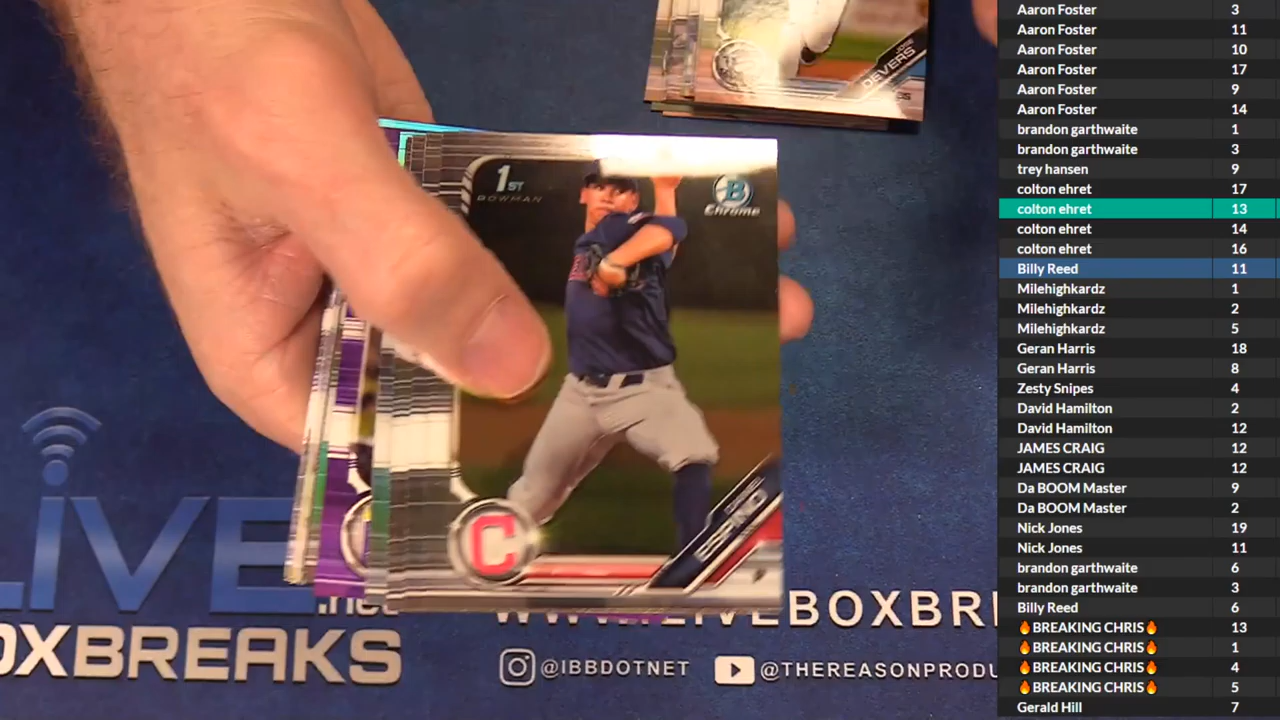 JOSE
DEVERS
1ST
BOWMAN
B
Chrome
ESPINO
C
LiVE
.net
BOXBREAKS
WWW.LIVEBOXBRE
@IBBDOTNET
@THEREASONPRODU
Aaron Foster 3
Aaron Foster 11
Aaron Foster 10
Aaron Foster 17
Aaron Foster 9
Aaron Foster 14
brandon garthwaite 1
brandon garthwaite 3
trey hansen 9
colton ehret 17
colton ehret 13
colton ehret 14
colton ehret 16
Billy Reed 11
Milehighkardz 1
Milehighkardz 2
Milehighkardz 5
Geran Harris 18
Geran Harris 8
Zesty Snipes 4
David Hamilton 2
David Hamilton 12
JAMES CRAIG 12
JAMES CRAIG 12
Da BOOM Master 9
Da BOOM Master 2
Nick Jones 19
Nick Jones 11
brandon garthwaite 6
brandon garthwaite 3
Billy Reed 6
🔥BREAKING CHRIS🔥 13
🔥BREAKING CHRIS🔥 1
🔥BREAKING CHRIS🔥 4
🔥BREAKING CHRIS🔥 5
Gerald Hill 7